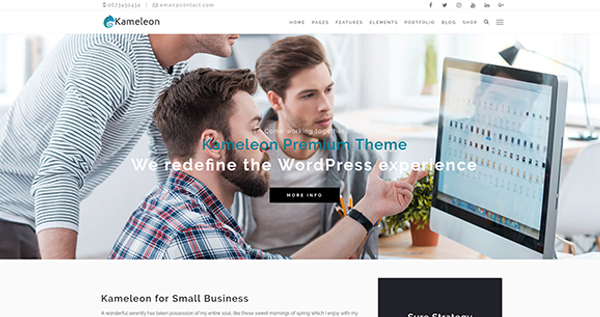 0623452434 | email@contact.com
Kameleon
HOME PAGES FEATURES ELEMENTS PORTFOLIO BLOG SHOP
Come working together
Kameleon Premium Theme
We redefine the WordPress experience
MORE INFO
Kameleon for Small Business
A wonderful serenity has taken possession of my entire soul, like these sweet mornings of spring which I enjoy with my
Sure Strategy